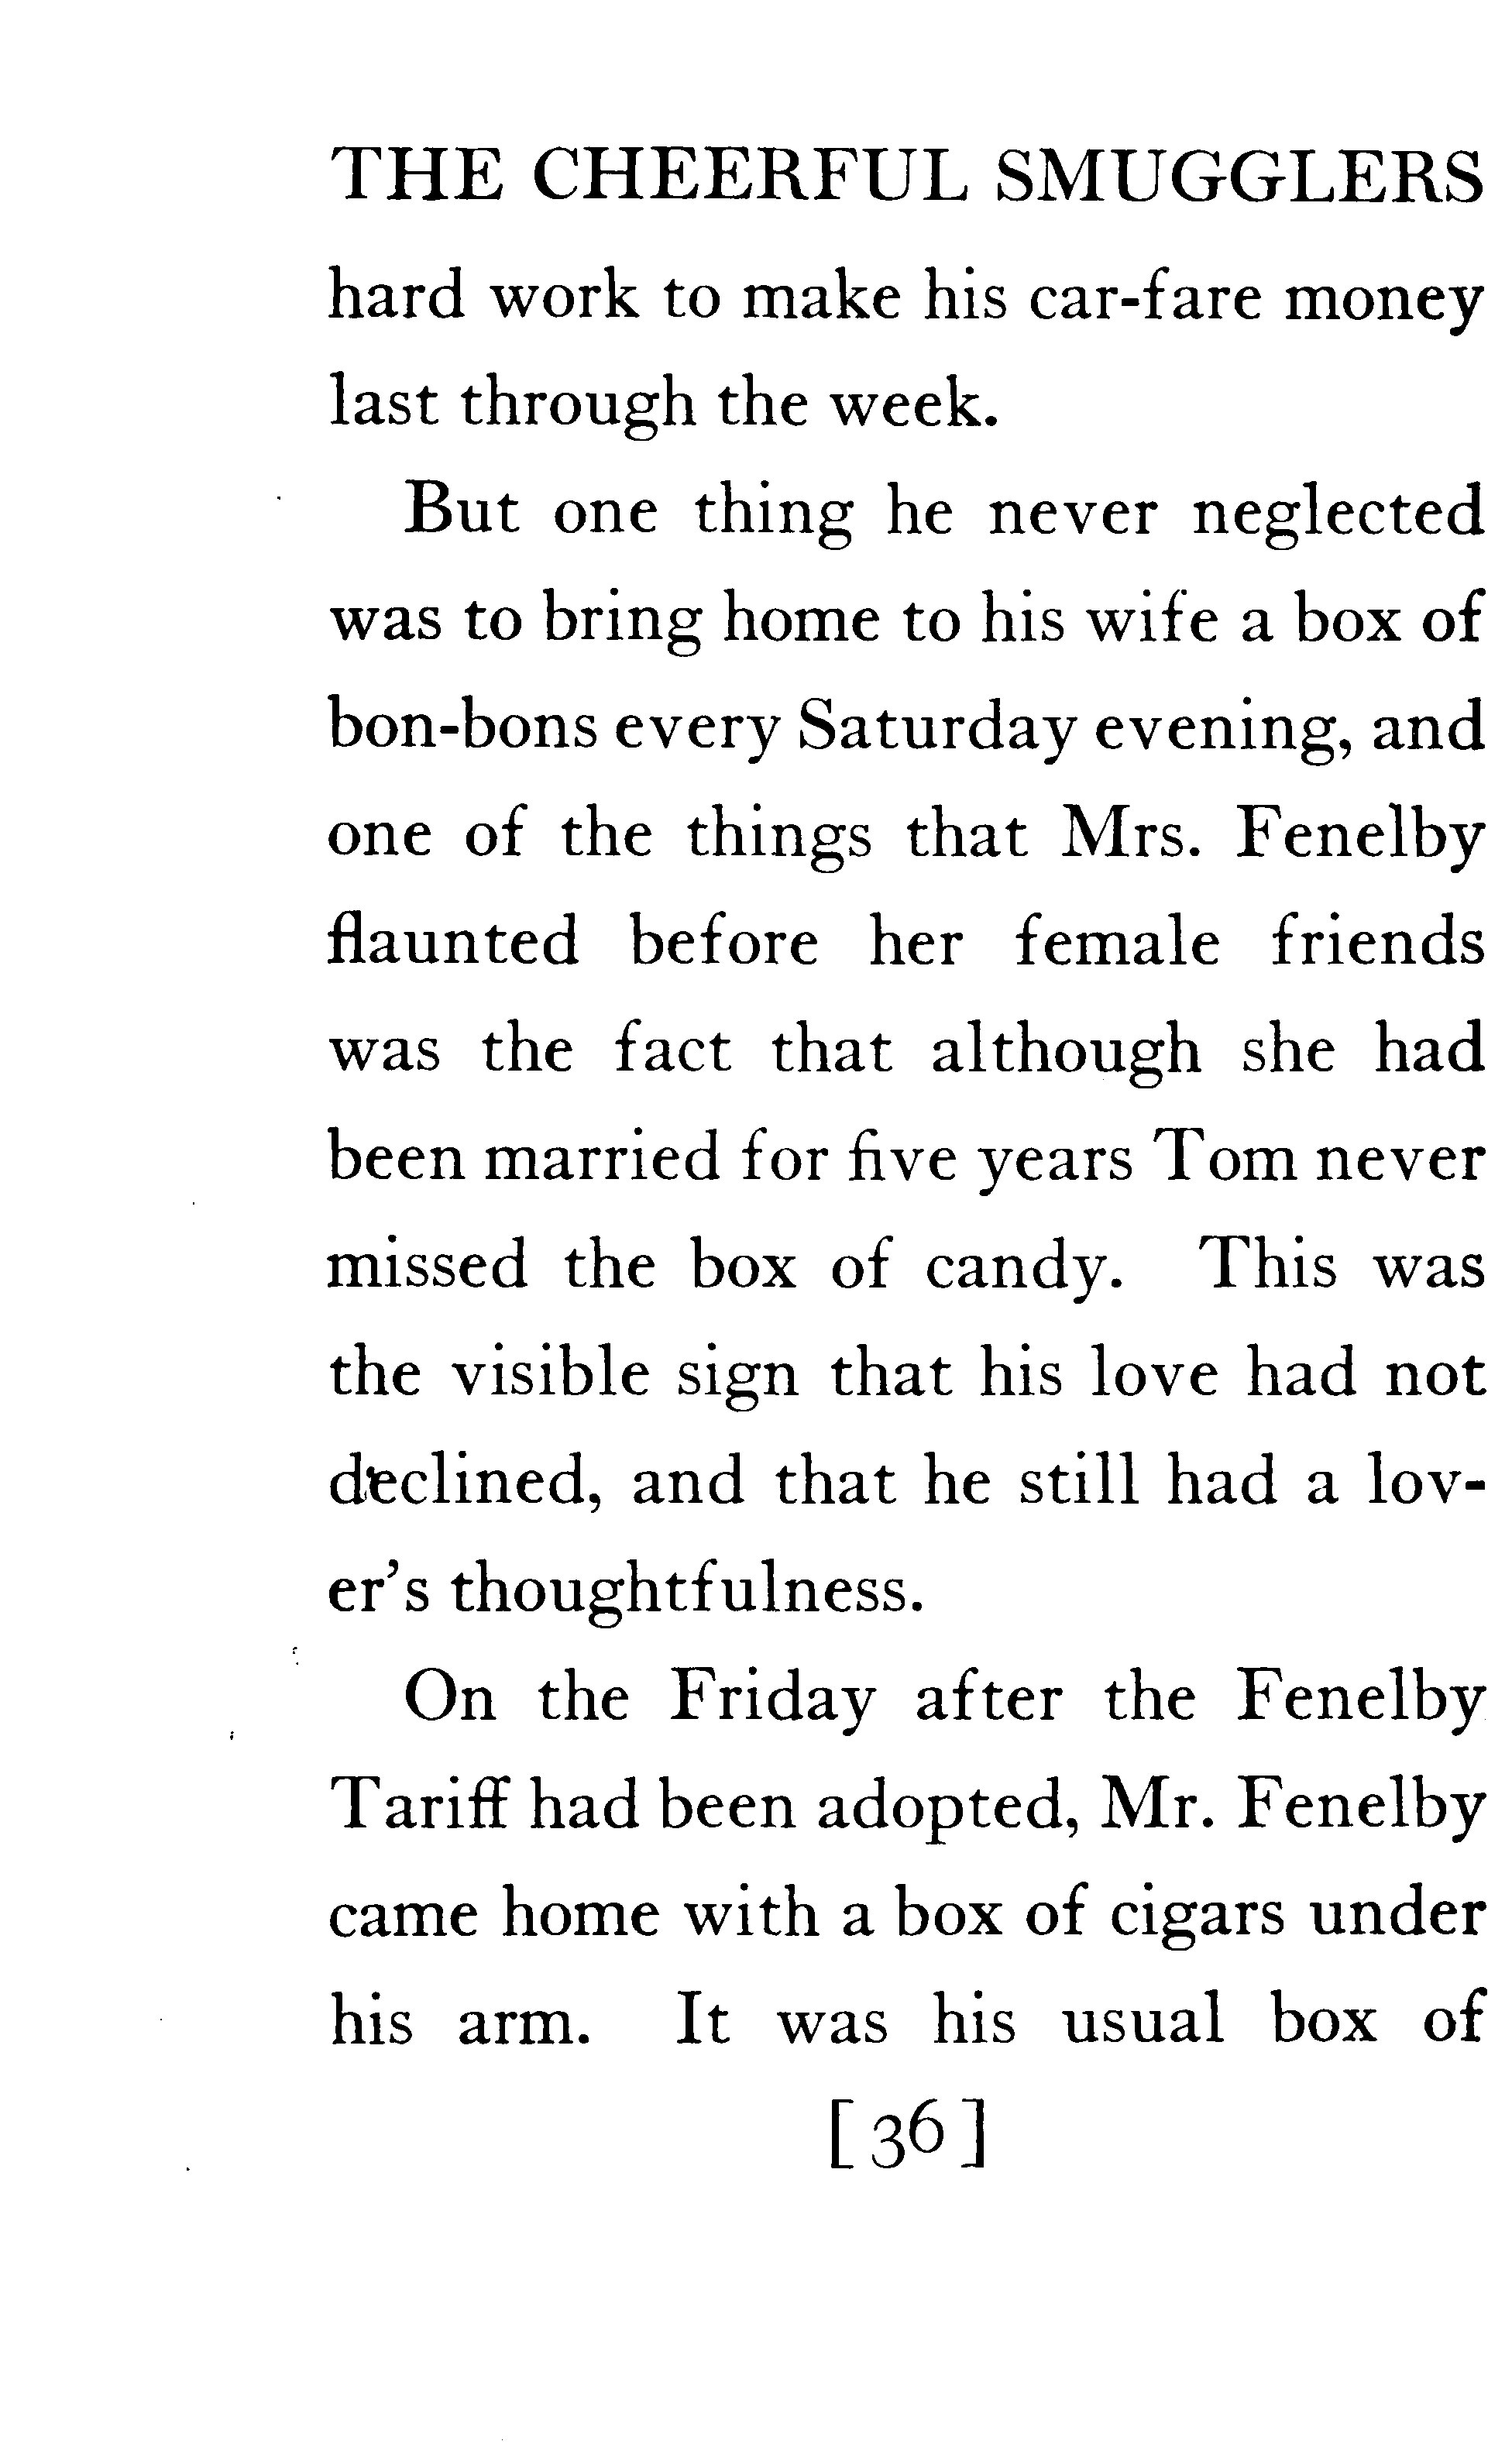 THE CHEERFUL SMUGGLERS
hard work to make his car-fare money
last through the week.
But one thing he never neglected
was to bring home to his wife a box of
bon-bons every Saturday evening, and
one of the things that Mrs. Fenelby
flaunted before her female friends
was the fact that although she had
been married for five years Tom never
missed the box of candy. This was
the visible sign that his love had not
declined, and that he still had a lov-
er's thoughtfulness.
On the Friday after the Fenelby
Tariff had been adopted, Mr. Fenelby
came home with a box of cigars under
his arm. It was his usual box of
[36]